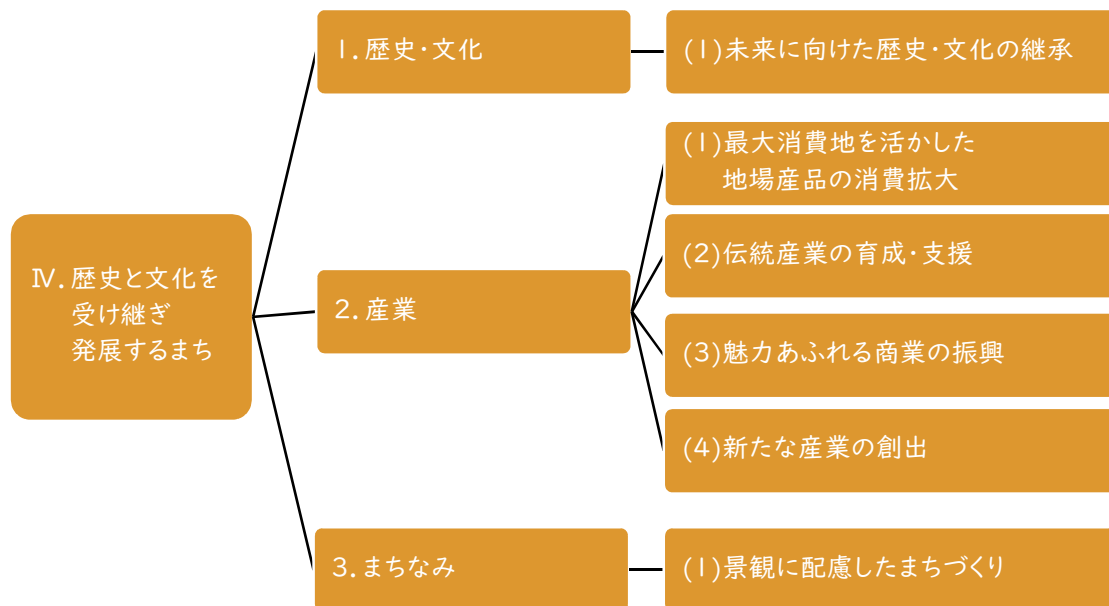 Ⅳ．歴史と文化を
受け継ぎ
発展するまち
1．歴史・文化
(1)未来に向けた歴史・文化の継承
2．産業
(1)最大消費地を活かした
地場産品の消費拡大
(2)伝統産業の育成・支援
(3)魅力あふれる商業の振興
(4)新たな産業の創出
3．まちなみ
(1)景観に配慮したまちづくり